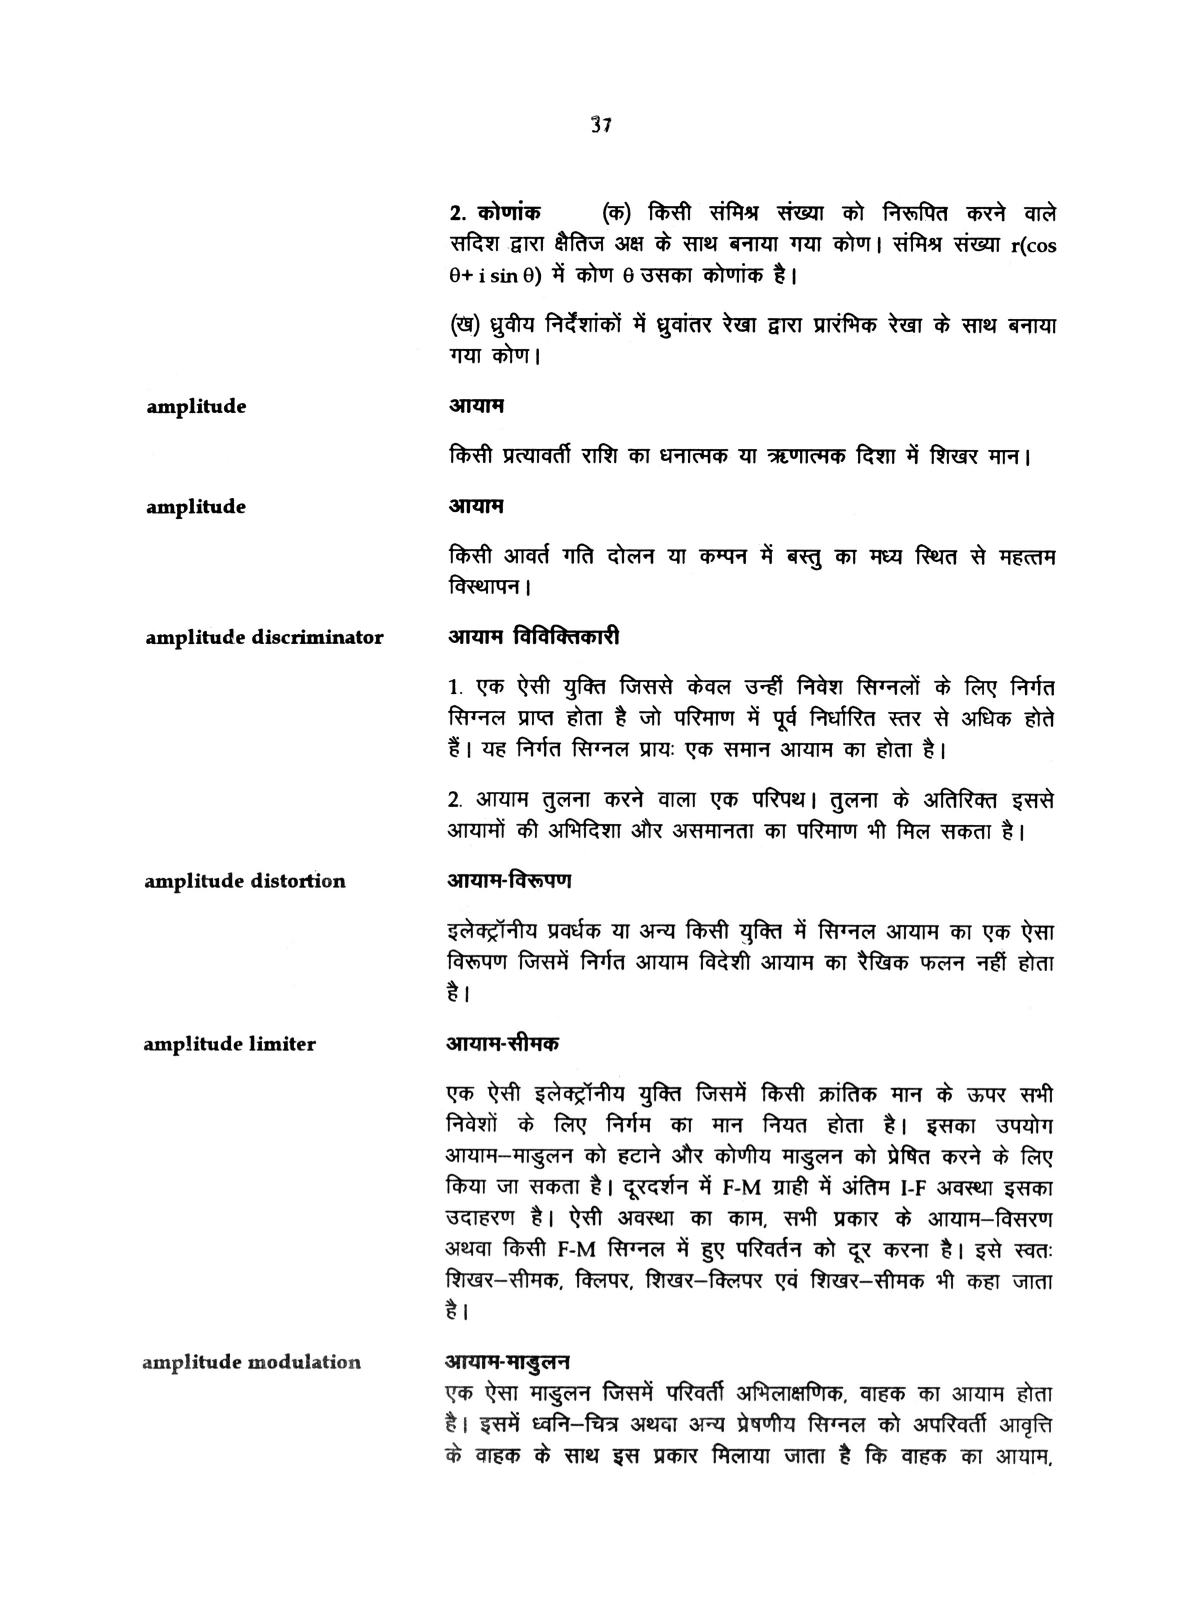 37
2. कोणांक (क) किसी संमिश्र संख्या को निरूपित करने वाले
सदिश द्वारा क्षैतिज अक्ष के साथ बनाया गया कोण। संमिश्र संख्या r(cos
θ+ i sin θ) में कोण θ उसका कोणांक है।
(ख) ध्रुवीय निर्देशांकों में ध्रुवांतर रेखा द्वारा प्रारंभिक रेखा के साथ बनाया
गया कोण।
amplitude आयाम
किसी प्रत्यावर्ती राशि का धनात्मक या ऋणात्मक दिशा में शिखर मान।
amplitude आयाम
किसी आवर्त गति दोलन या कम्पन में बस्तु का मध्य स्थित से महत्तम
विस्थापन।
amplitude discriminator आयाम विविक्तिकारी
1. एक ऐसी युक्ति जिससे केवल उन्हीं निवेश सिग्नलों के लिए निर्गत
सिग्नल प्राप्त होता है जो परिमाण में पूर्व निर्धारित स्तर से अधिक होते
हैं। यह निर्गत सिग्नल प्रायः एक समान आयाम का होता है।
2. आयाम तुलना करने वाला एक परिपथ। तुलना के अतिरिक्त इससे
आयामों की अभिदिशा और असमानता का परिमाण भी मिल सकता है।
amplitude distortion आयाम-विरूपण
इलेक्ट्रॉनीय प्रवर्धक या अन्य किसी युक्ति में सिग्नल आयाम का एक ऐसा
विरूपण जिसमें निर्गत आयाम विदेशी आयाम का रैखिक फलन नहीं होता
है।
amplitude limiter आयाम-सीमक
एक ऐसी इलेक्ट्रॉनीय युक्ति जिसमें किसी क्रांतिक मान के ऊपर सभी
निवेशों के लिए निर्गम का मान नियत होता है। इसका उपयोग
आयाम–माडुलन को हटाने और कोणीय माडुलन को प्रेषित करने के लिए
किया जा सकता है। दूरदर्शन में F-M ग्राही में अंतिम I-F अवस्था इसका
उदाहरण है। ऐसी अवस्था का काम, सभी प्रकार के आयाम–विसरण
अथवा किसी F-M सिग्नल में हुए परिवर्तन को दूर करना है। इसे स्वतः
शिखर–सीमक, क्लिपर, शिखर–क्लिपर एवं शिखर–सीमक भी कहा जाता
है।
amplitude modulation आयाम-माडुलन
एक ऐसा माडुलन जिसमें परिवर्ती अभिलाक्षणिक, वाहक का आयाम होता
है। इसमें ध्वनि–चित्र अथवा अन्य प्रेषणीय सिग्नल को अपरिवर्ती आवृत्ति
के वाहक के साथ इस प्रकार मिलाया जाता है कि वाहक का आयाम,